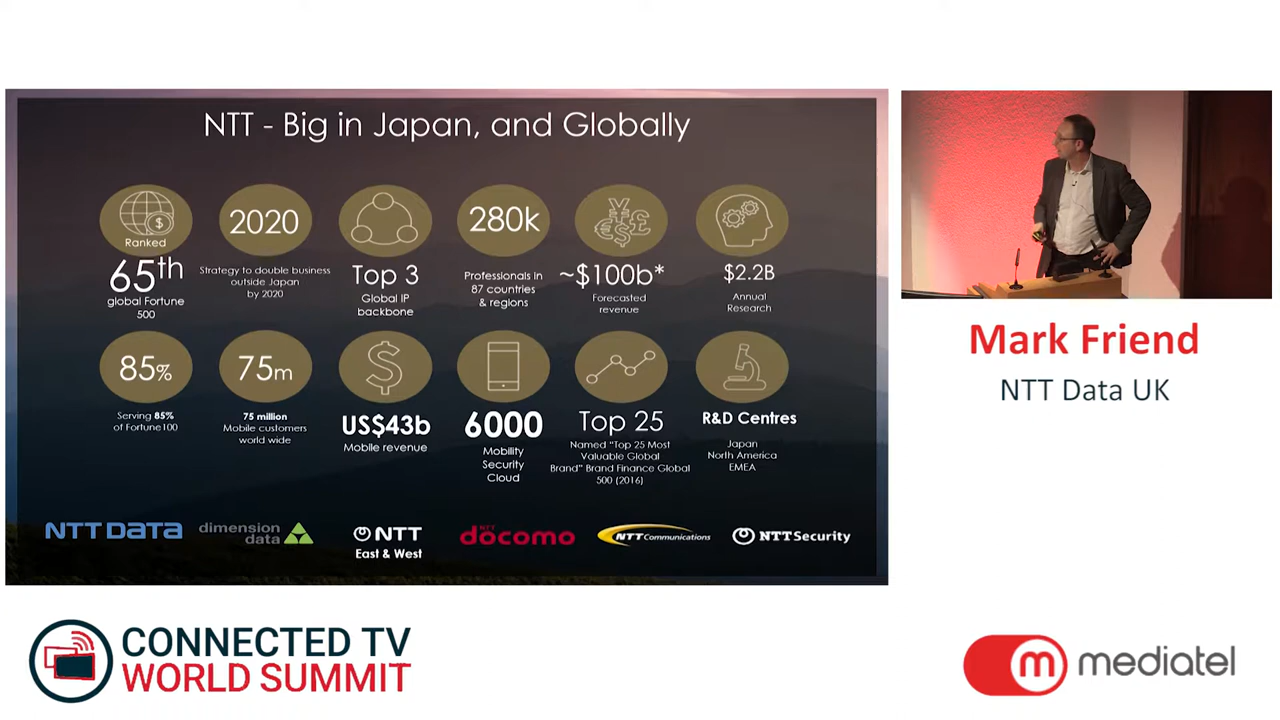 NTT - Big in Japan, and Globally
Ranked
65th
global Fortune
500
2020
Strategy to double business
outside Japan
by 2020
Top 3
Global IP
backbone
280k
Professionals in
87 countries
& regions
¥
€$£
~$100b*
Forecasted
revenue
$2.2B
Annual
Research
85%
Serving 85%
of Fortune100
75m
75 million
Mobile customers
world wide
$
US$43b
Mobile revenue
6000
Mobility
Security
Cloud
Top 25
Named "Top 25 Most
Valuable Global
Brand" Brand Finance Global
500 (2016)
R&D Centres
Japan
North America
EMEA
NTT DATA
dimension
data
NTT
East & West
NTT
döcomo
NTT Communications
NTT Security
Mark Friend
NTT Data UK
CONNECTED TV
WORLD SUMMIT
m mediatel